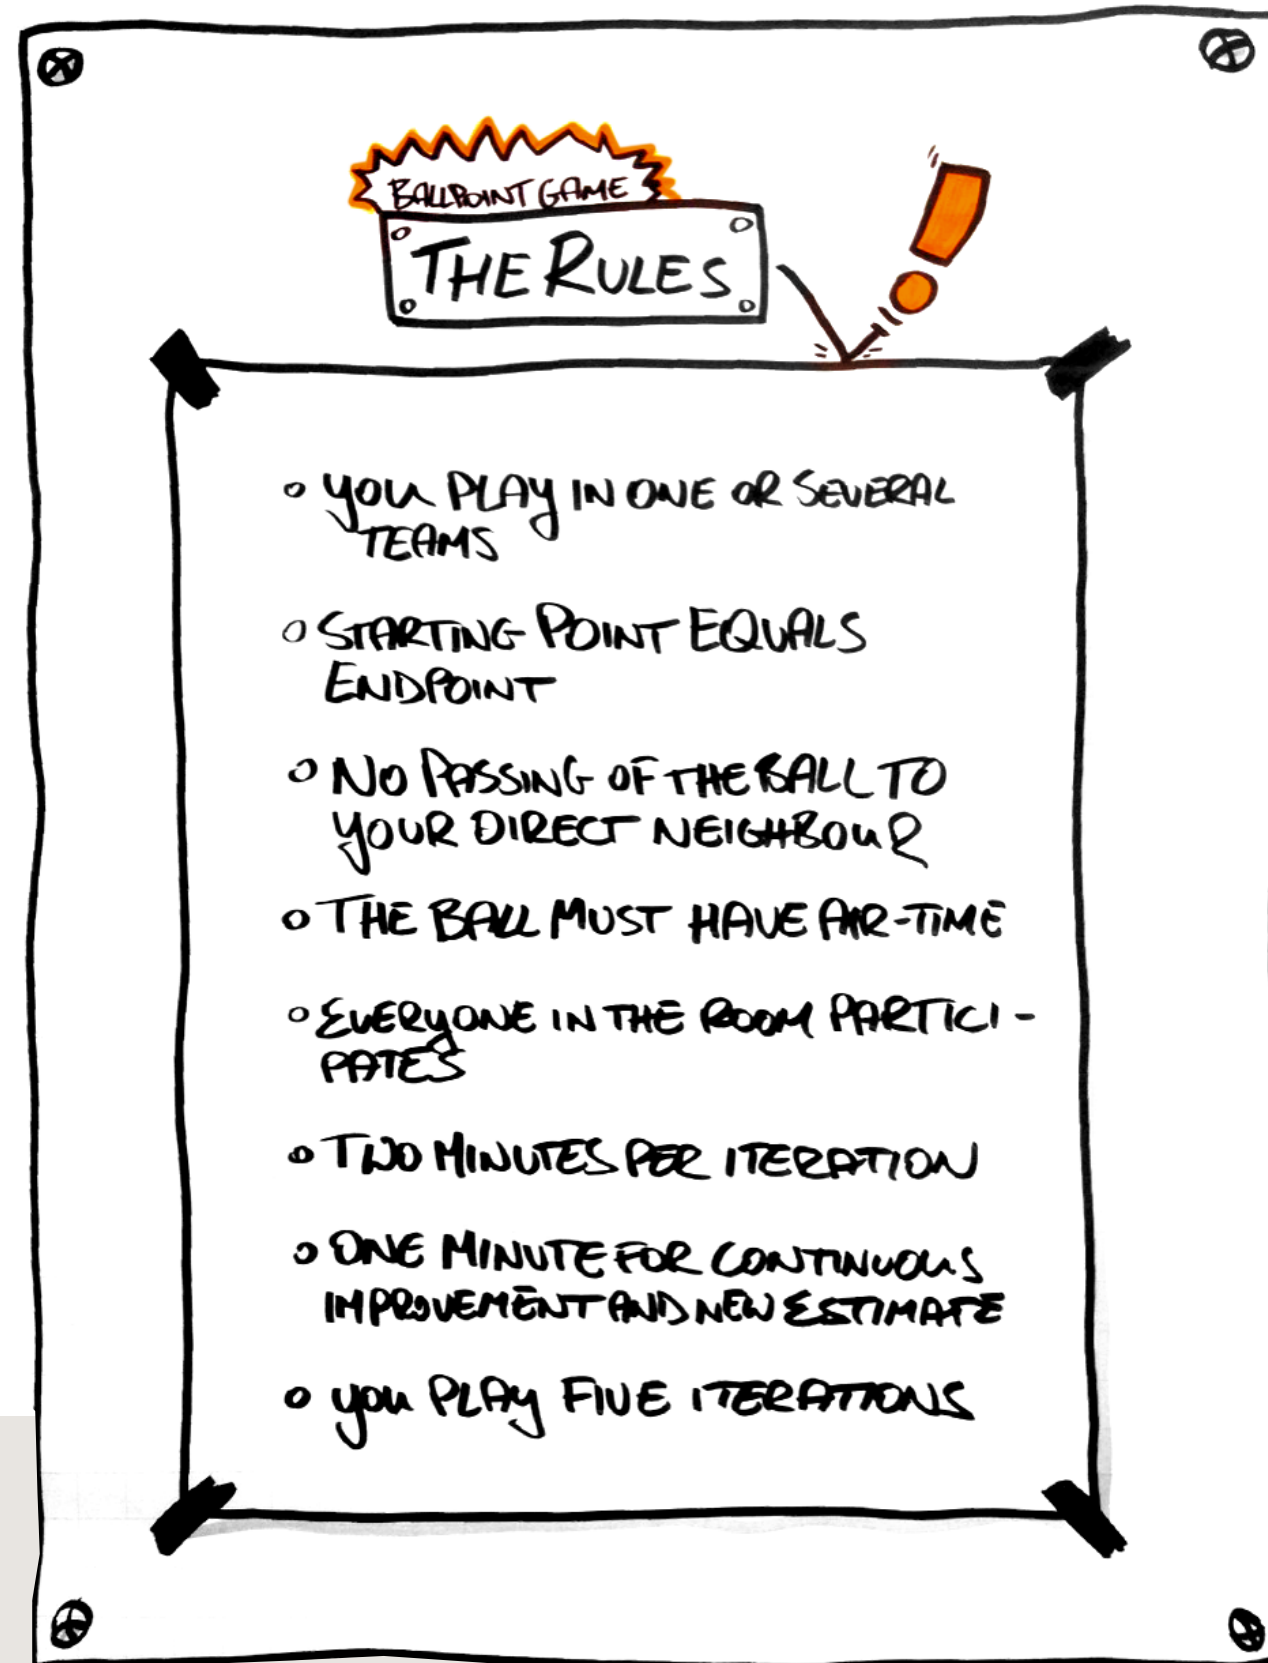 BALLPOINT GAME
THE RULES
YOU PLAY IN ONE OR SEVERAL
TEAMS
STARTING POINT EQUALS
ENDPOINT
NO PASSING OF THE BALL TO
YOUR DIRECT NEIGHBOUR
THE BALL MUST HAVE AIR-TIME
EVERYONE IN THE ROOM PARTICI-
PATES
TWO MINUTES PER ITERATION
ONE MINUTE FOR CONTINUOUS
IMPROVEMENT AND NEW ESTIMATE
YOU PLAY FIVE ITERATIONS